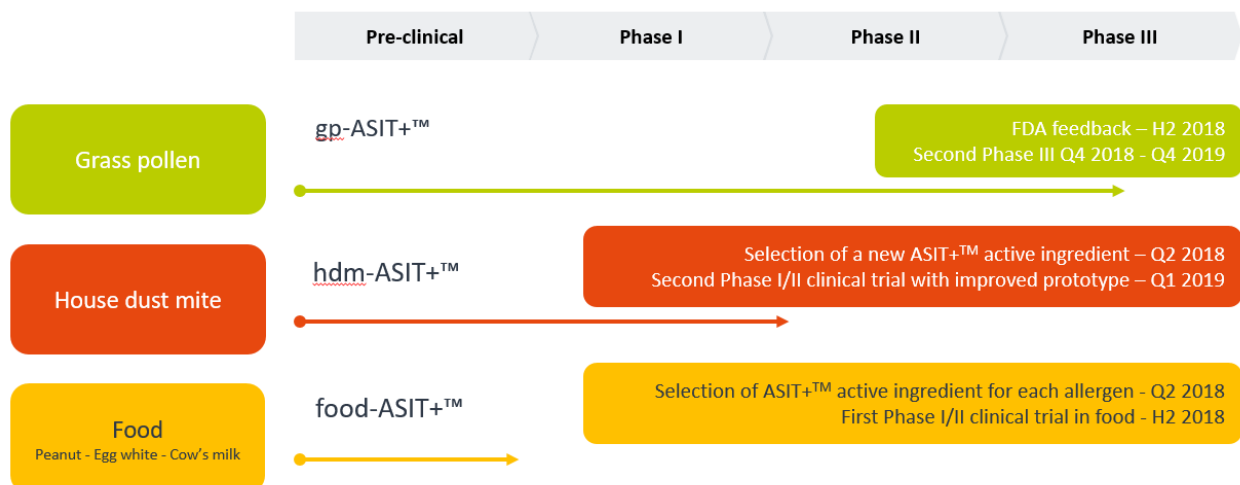 Pre-clinical
Phase I
Phase II
Phase III
Grass pollen
gp-ASIT+™
FDA feedback – H2 2018
Second Phase III Q4 2018 - Q4 2019
House dust mite
hdm-ASIT+™
Selection of a new ASIT+™ active ingredient – Q2 2018
Second Phase I/II clinical trial with improved prototype – Q1 2019
Food
Peanut - Egg white - Cow's milk
food-ASIT+™
Selection of ASIT+™ active ingredient for each allergen - Q2 2018
First Phase I/II clinical trial in food - H2 2018